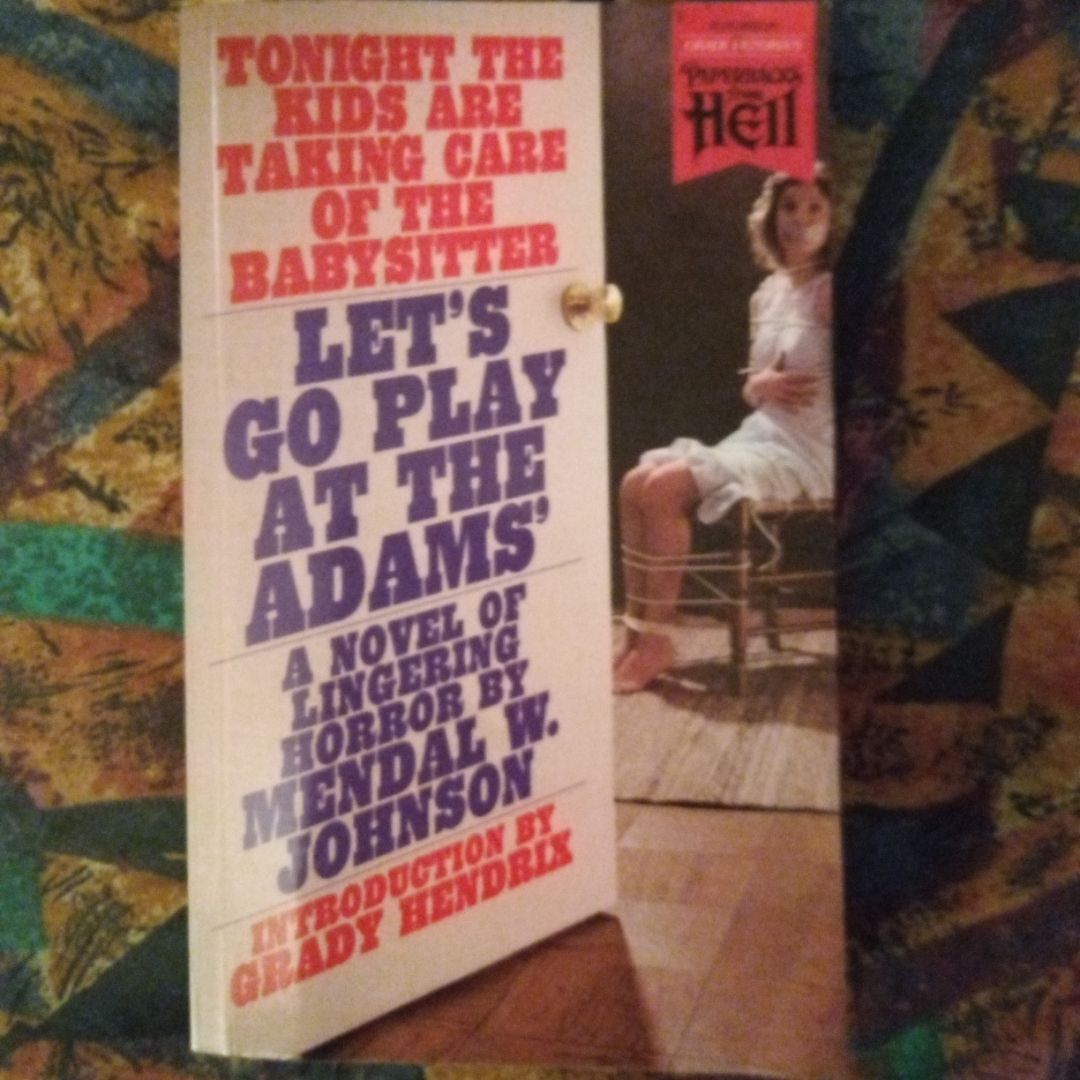 TONIGHT THE
KIDS ARE
TAKING CARE
OF THE
BABYSITTER
LET'S
GO PLAY
AT THE
ADAMS'
A NOVEL OF
LINGERING
HORROR BY
MENDAL W.
JOHNSON
INTRODUCTION BY
GRADY HENDRIX
PAPERBACKS
FROM
HELL